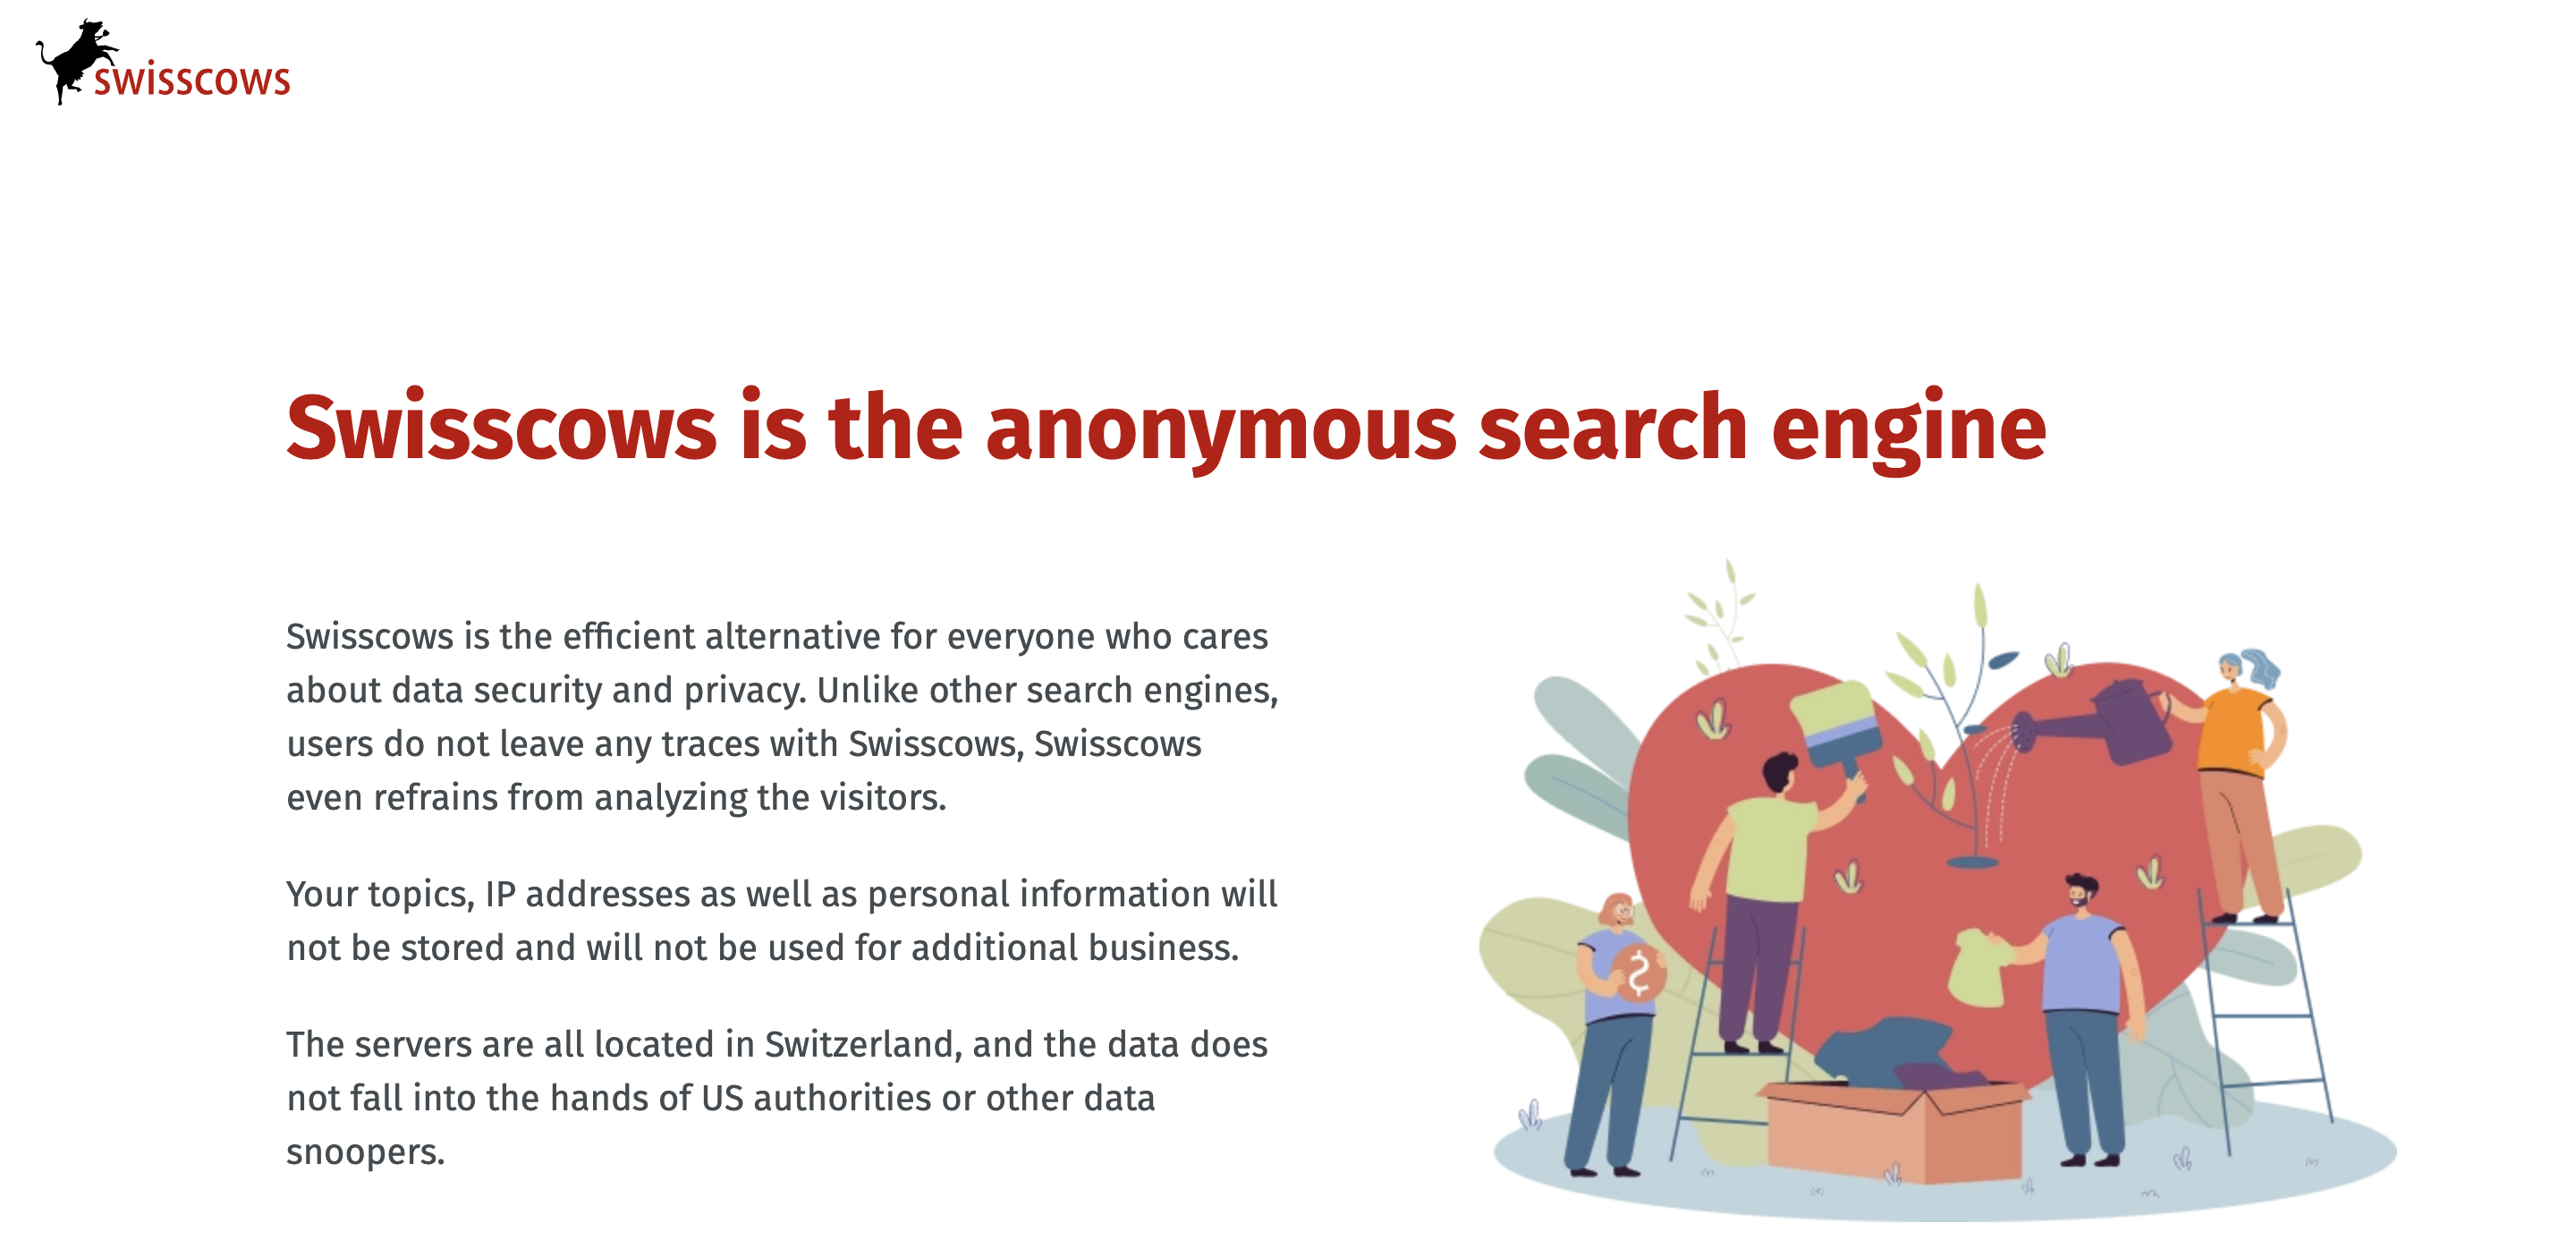 swisscows
Swisscows is the anonymous search engine
Swisscows is the efficient alternative for everyone who cares
about data security and privacy. Unlike other search engines,
users do not leave any traces with Swisscows, Swisscows
even refrains from analyzing the visitors.
Your topics, IP addresses as well as personal information will
not be stored and will not be used for additional business.
The servers are all located in Switzerland, and the data does
not fall into the hands of US authorities or other data
snoopers.